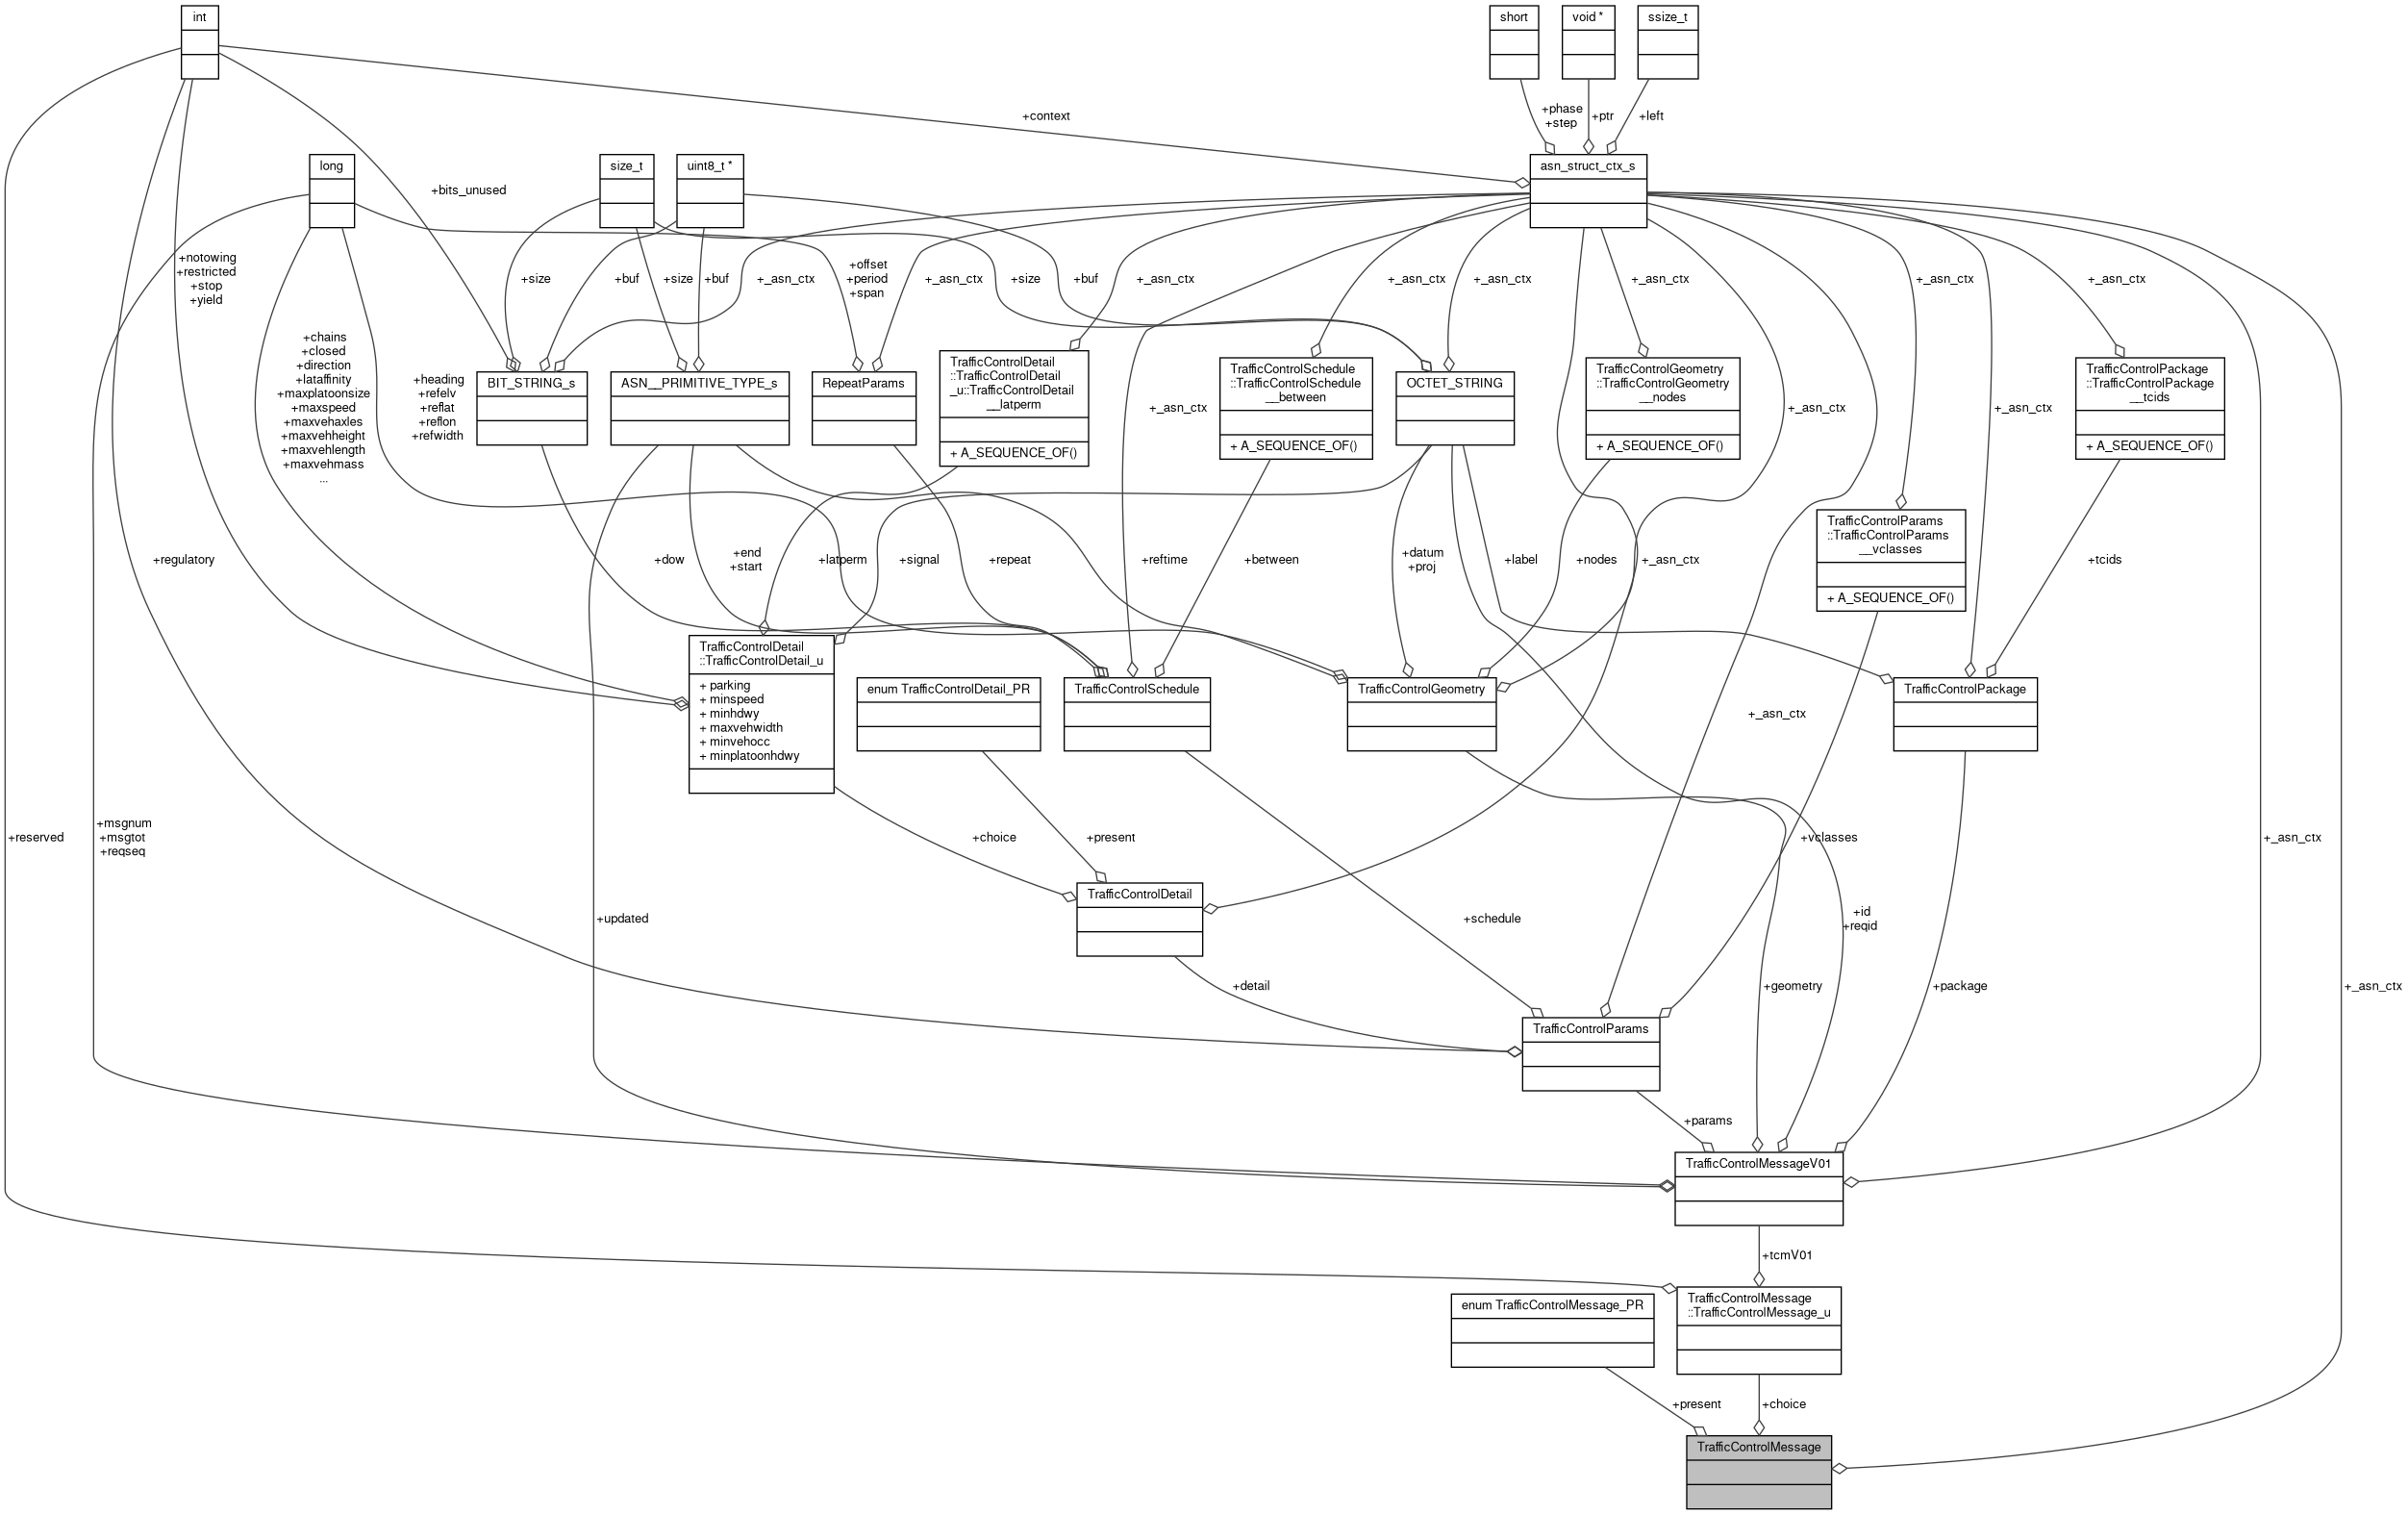 int
short
void *
ssize_t
+context
+phase
+step
+ptr
+left
long
size_t
uint8_t *
asn_struct_ctx_s
+bits_unused
+notowing
+restricted
+stop
+yield
+size
+buf
+size
+buf
+_asn_ctx
+offset
+period
+span
+_asn_ctx
+size
+buf
+_asn_ctx
+_asn_ctx
+_asn_ctx
+_asn_ctx
+_asn_ctx
+_asn_ctx
+chains
+closed
+direction
+lataffinity
+maxplatoonsize
+maxspeed
+maxvehaxles
+maxvehheight
+maxvehlength
+maxvehmass
...
+heading
+refelv
+reflat
+reflon
+refwidth
BIT_STRING_s
ASN__PRIMITIVE_TYPE_s
RepeatParams
TrafficControlDetail
::TrafficControlDetail
_u::TrafficControlDetail
__latperm
+ A_SEQUENCE_OF()
+_asn_ctx
TrafficControlSchedule
::TrafficControlSchedule
__between
+ A_SEQUENCE_OF()
OCTET_STRING
TrafficControlGeometry
::TrafficControlGeometry
__nodes
+ A_SEQUENCE_OF()
+_asn_ctx
+_asn_ctx
TrafficControlPackage
::TrafficControlPackage
__tcids
+ A_SEQUENCE_OF()
+regulatory
+dow
+end
+start
+latperm
+signal
+repeat
+reftime
+between
+datum
+proj
+label
+nodes
+_asn_ctx
TrafficControlParams
::TrafficControlParams
__vclasses
+ A_SEQUENCE_OF()
+tcids
TrafficControlDetail
::TrafficControlDetail_u
+ parking
+ minspeed
+ minhdwy
+ maxvehwidth
+ minvehocc
+ minplatoonhdwy
enum TrafficControlDetail_PR
TrafficControlSchedule
TrafficControlGeometry
+_asn_ctx
TrafficControlPackage
+reserved
+msgnum
+msgtot
+reqseq
+choice
+present
+vclasses
+_asn_ctx
+updated
TrafficControlDetail
+schedule
+id
+reqid
+detail
+geometry
+package
+_asn_ctx
TrafficControlParams
+params
TrafficControlMessageV01
+tcmV01
enum TrafficControlMessage_PR
TrafficControlMessage
::TrafficControlMessage_u
+present
+choice
TrafficControlMessage